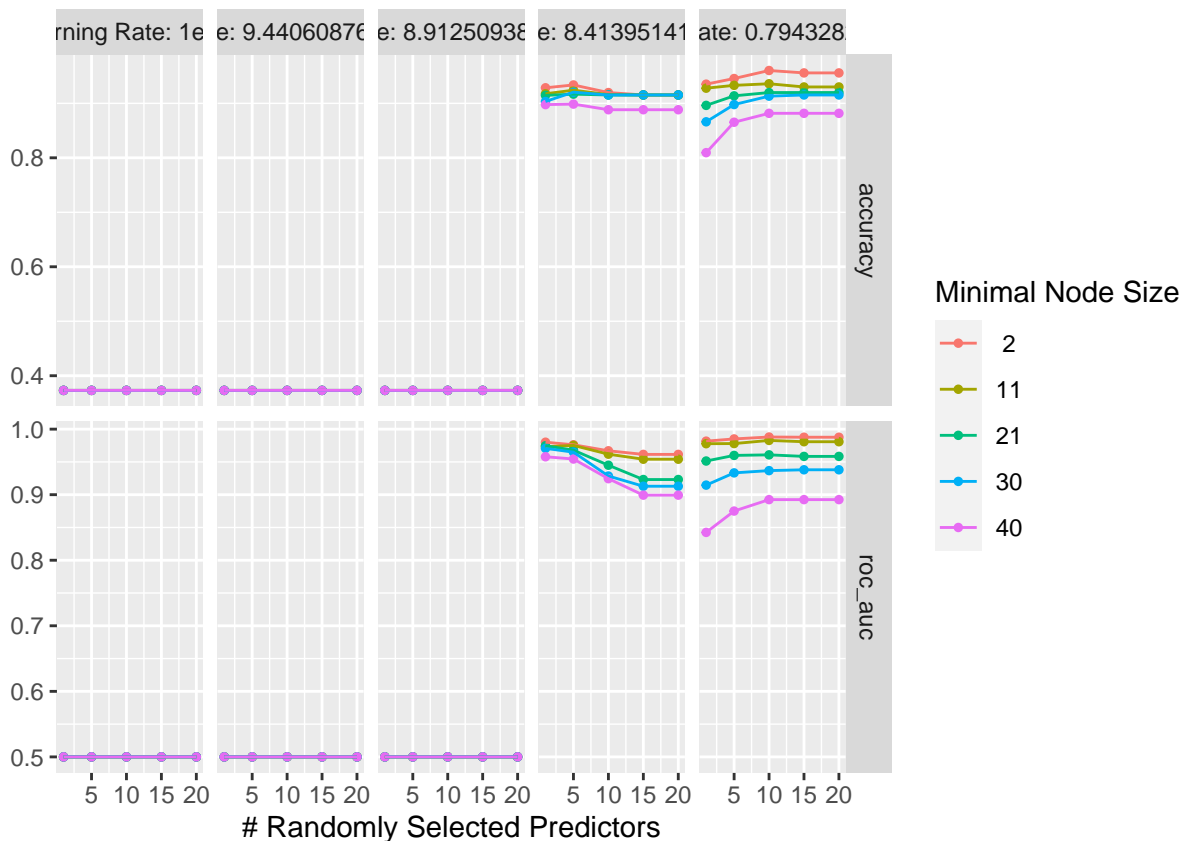 rning Rate: 1e
e: 9.44060876
e: 8.91250938
e: 8.41395141
ate: 0.794328
0.8
0.6
0.4
accuracy
1.0
0.9
0.8
0.7
0.6
0.5
roc_auc
5 10 15 20 5 10 15 20 5 10 15 20 5 10 15 20 5 10 15 20
# Randomly Selected Predictors
Minimal Node Size
2
11
21
30
40